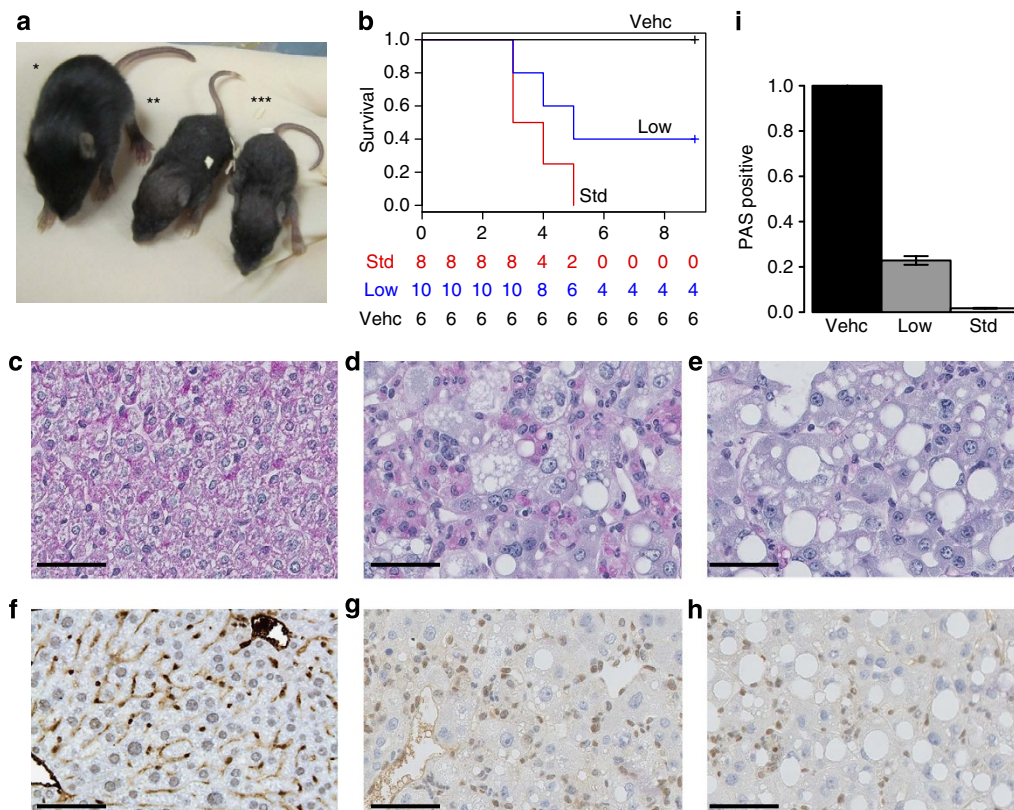 a
*
**
***
b
Vehc
1.0
0.8
0.6
0.4
0.2
0.0
Survival
Low
Std
0 2 4 6 8
Std 8 8 8 8 4 2 0 0 0 0
Low 10 10 10 10 8 6 4 4 4 4
Vehc 6 6 6 6 6 6 6 6 6 6
i
1.0
0.8
0.6
0.4
0.2
0.0
PAS positive
Vehc Low Std
c
d
e
f
g
h